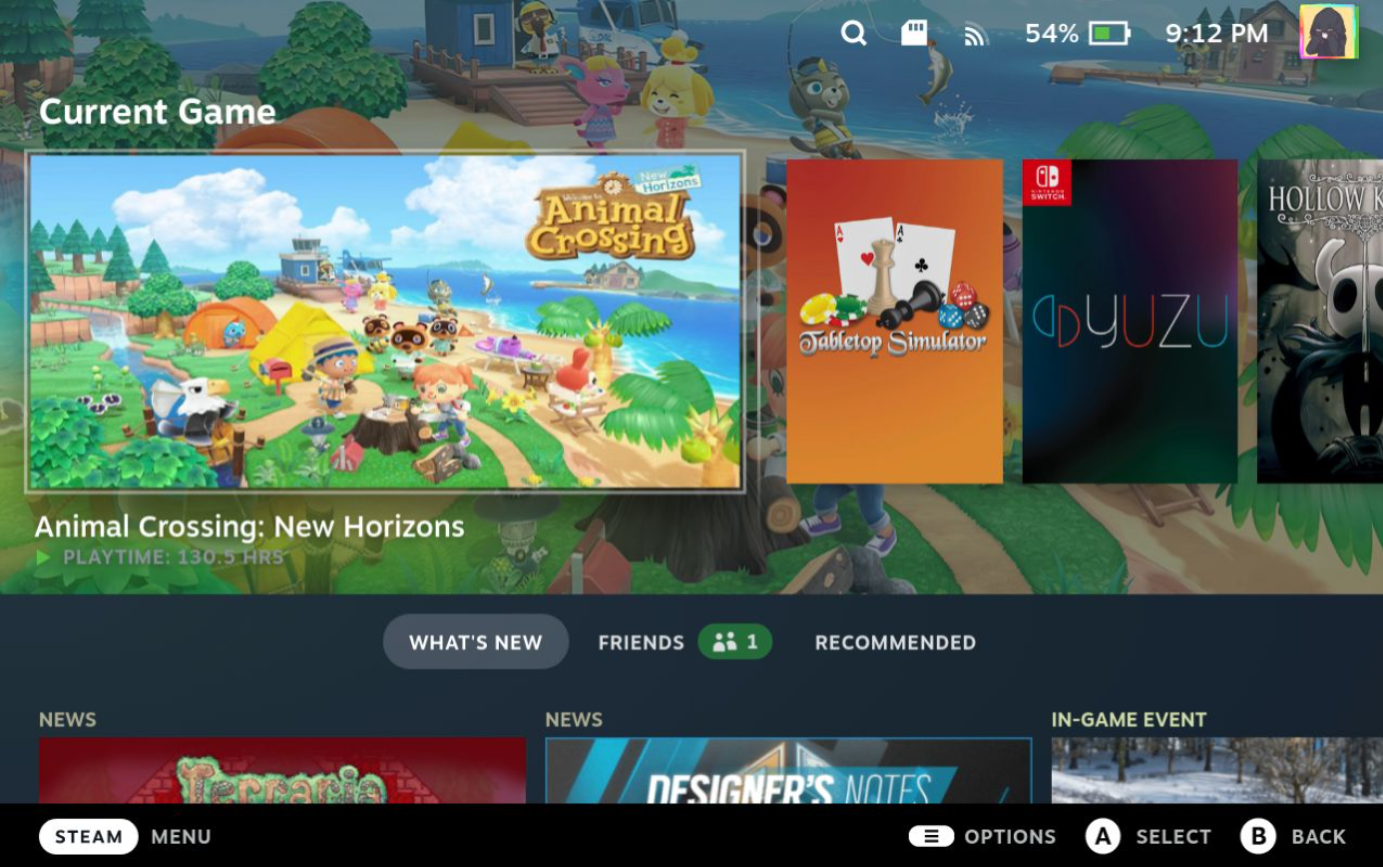 54%
9:12 PM
Current Game
New
Horizons
Welcome to
Animal
Crossing
Tabletop Simulator
NINTENDO
SWITCH
YUZU
HOLLOW K
Animal Crossing: New Horizons
PLAYTIME: 130.5 HRS
WHAT'S NEW
FRIENDS
1
RECOMMENDED
NEWS
NEWS
IN-GAME EVENT
Terraria
DESIGNER'S NOTES
STEAM
MENU
OPTIONS
A
SELECT
B
BACK